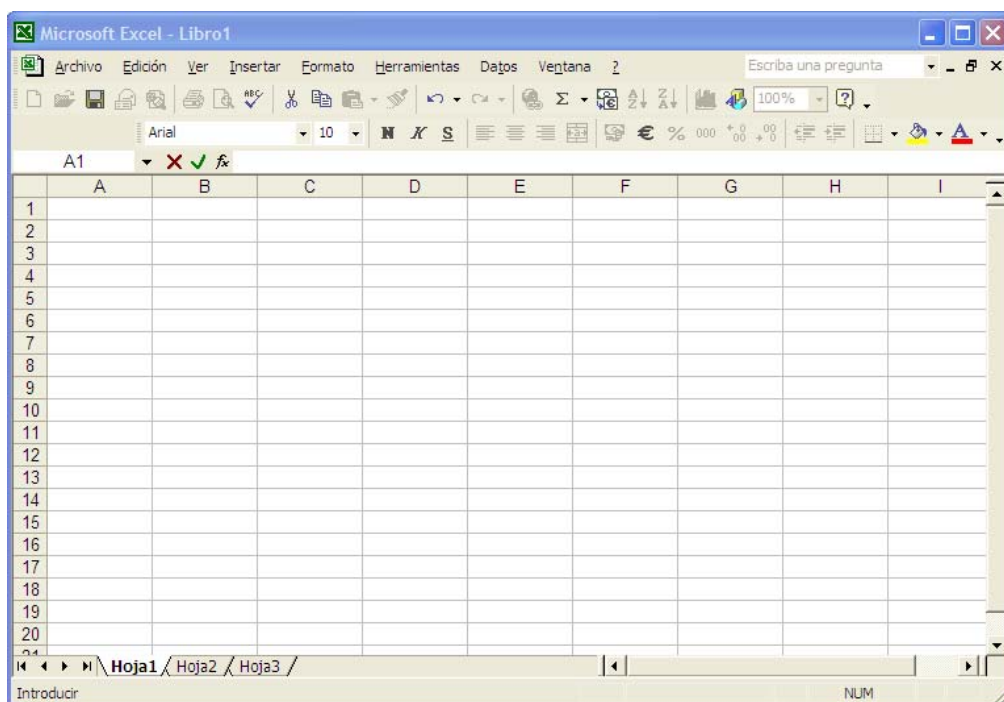 Microsoft Excel - Libro1
Archivo Edición Ver Insertar Formato Herramientas Datos Ventana ? Escriba una pregunta
ABC Σ A Z Z A 100% ?
Arial 10 N K S € % 000 A
A1 fx
A B C D E F G H I
1
2
3
4
5
6
7
8
9
10
11
12
13
14
15
16
17
18
19
20
21
Hoja1 Hoja2 Hoja3
Introducir NUM